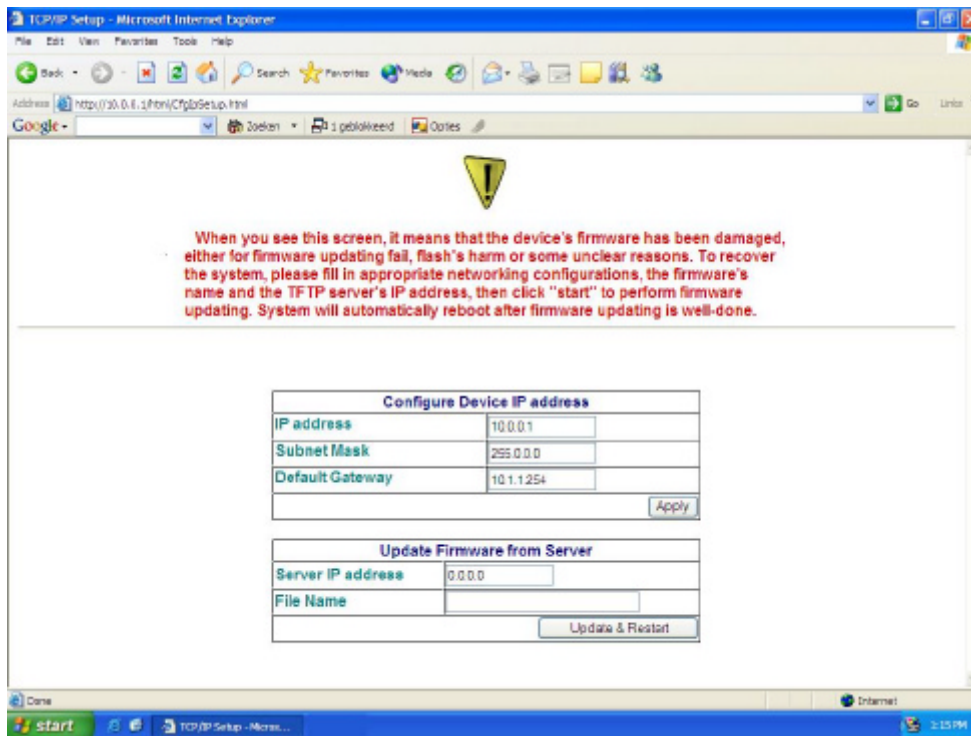 TCP/IP Setup - Microsoft Internet Explorer
File Edit View Favorites Tools Help
Back Search Favorites Media
Address http://10.0.0.1/html/CfgIpSetup.html Go Links
Google Zoeken 1 geblokkeerd Opties
When you see this screen, it means that the device's firmware has been damaged,
either for firmware updating fail, flash's harm or some unclear reasons. To recover
the system, please fill in appropriate networking configurations, the firmware's
name and the TFTP server's IP address, then click "start" to perform firmware
updating. System will automatically reboot after firmware updating is well-done.
Configure Device IP address
IP address 10.0.0.1
Subnet Mask 255.0.0.0
Default Gateway 10.1.1.254
Apply
Update Firmware from Server
Server IP address 0.0.0.0
File Name
Update & Restart
Done Internet
start TCP/IP Setup - Micros... 2:15 PM